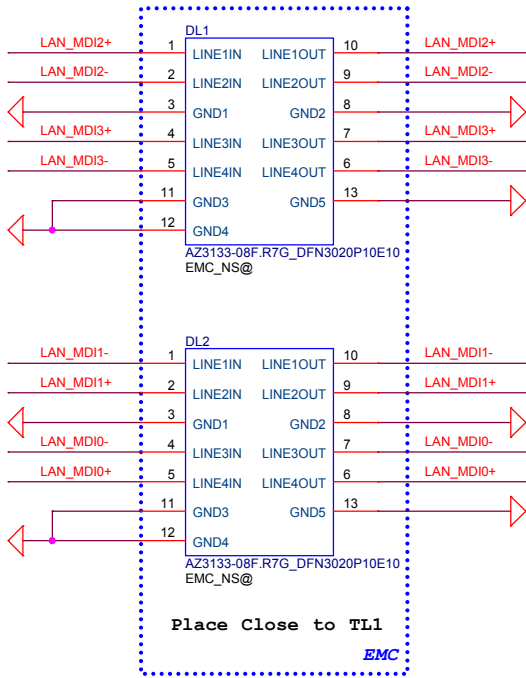 DL1
LAN_MDI2+ 1 LINE1IN LINE1OUT 10 LAN_MDI2+
LAN_MDI2- 2 LINE2IN LINE2OUT 9 LAN_MDI2-
3 GND1 GND2 8
LAN_MDI3+ 4 LINE3IN LINE3OUT 7 LAN_MDI3+
LAN_MDI3- 5 LINE4IN LINE4OUT 6 LAN_MDI3-
11 GND3 GND5 13
12 GND4
AZ3133-08F.R7G_DFN3020P10E10
EMC_NS@
DL2
LAN_MDI1- 1 LINE1IN LINE1OUT 10 LAN_MDI1-
LAN_MDI1+ 2 LINE2IN LINE2OUT 9 LAN_MDI1+
3 GND1 GND2 8
LAN_MDI0- 4 LINE3IN LINE3OUT 7 LAN_MDI0-
LAN_MDI0+ 5 LINE4IN LINE4OUT 6 LAN_MDI0+
11 GND3 GND5 13
12 GND4
AZ3133-08F.R7G_DFN3020P10E10
EMC_NS@
Place Close to TL1
EMC